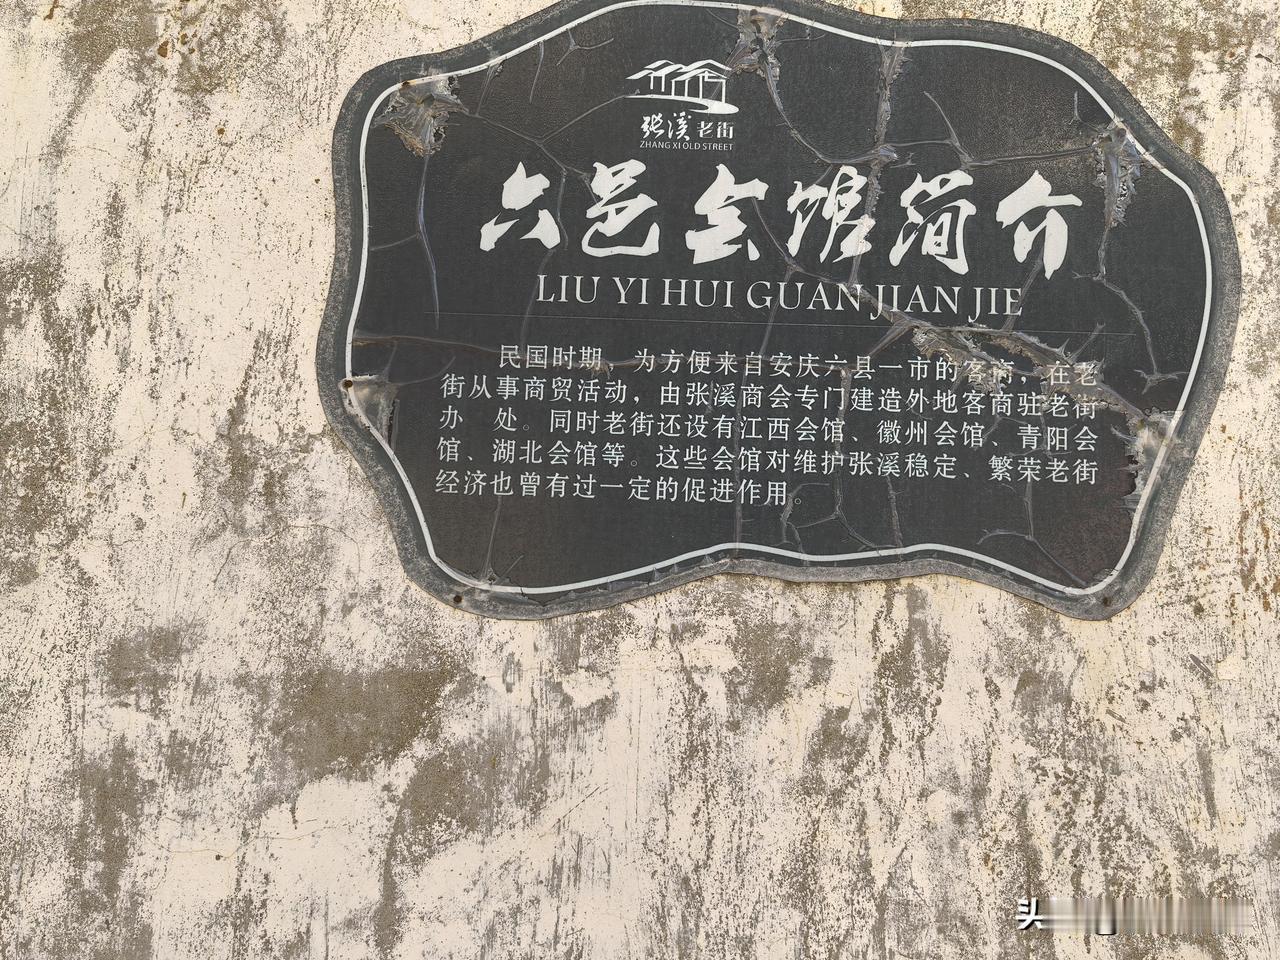 张溪老街
ZHANG XI OLD STREET
六邑会馆简介
LIU YI HUI GUAN JIAN JIE
民国时期，为方便来自安庆六县一市的客商，在老
街从事商贸活动，由张溪商会专门建造外地客商驻老街
办 处。同时老街还设有江西会馆、徽州会馆、青阳会
馆、湖北会馆等。这些会馆对维护张溪稳定、繁荣老街
经济也曾有过一定的促进作用。
头